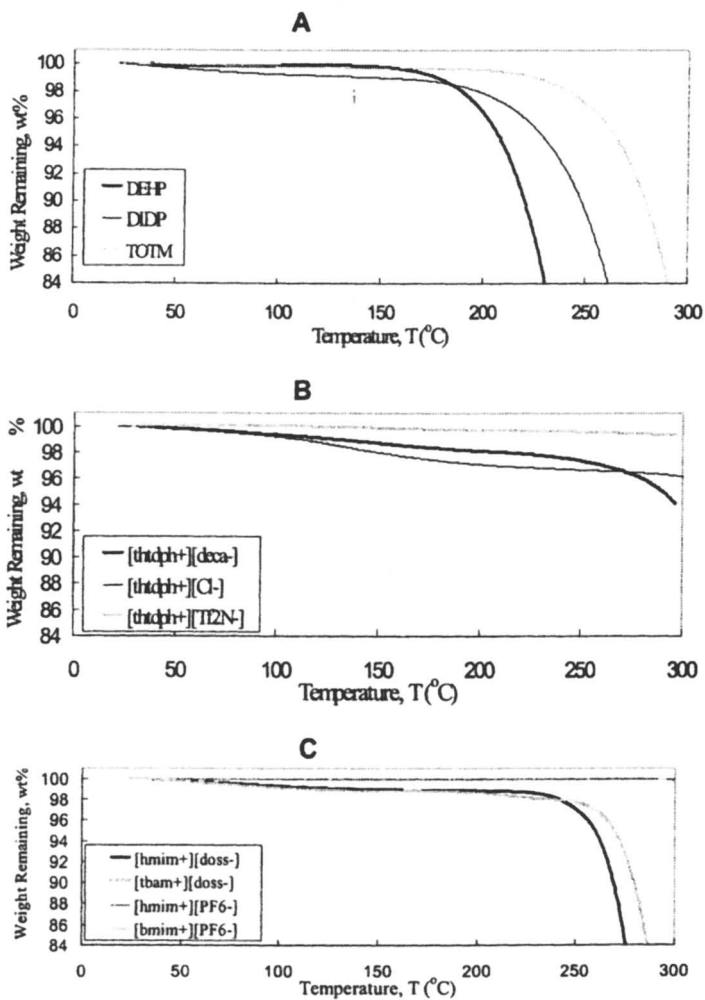 A
Weight Remaining, wt%
100
98
96
94
92
90
88
86
84
DEHP
DIDP
TOTM
0 50 100 150 200 250 300
Temperature, T (°C)
B
Weight Remaining, wt %
100
98
96
94
92
90
88
86
84
[thtdph+][deca-]
[thtdph+][Cl-]
[thtdph+][Tf2N-]
0 50 100 150 200 250 300
Temperature, T (°C)
C
Weight Remaining, wt%
100
98
96
94
92
90
88
86
84
[hmim+][doss-]
[tbam+][doss-]
[hmim+][PF6-]
[bmim+][PF6-]
0 50 100 150 200 250 300
Temperature, T (°C)